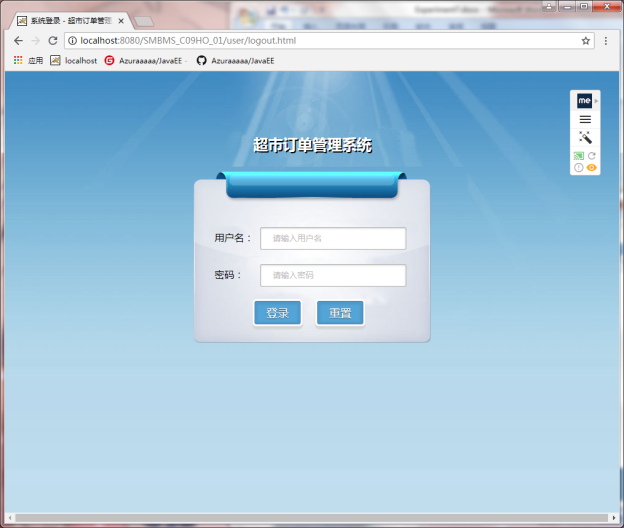 系统登录 - 超市订单管理
localhost:8080/SMBMS_C09HO_01/user/logout.html
应用
localhost
Azuraaaaa/JavaEE -
Azuraaaaa/JavaEE
me
超市订单管理系统
用户名：
请输入用户名
密码：
请输入密码
登录
重置